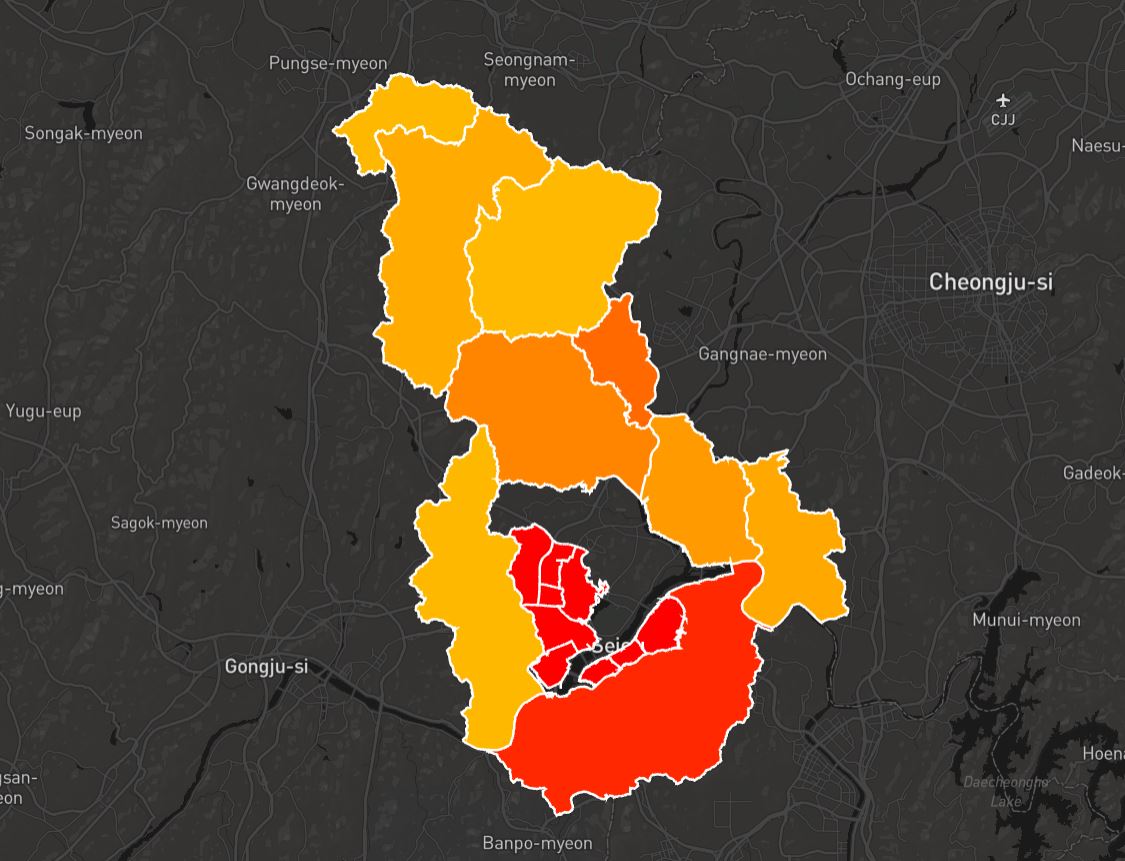 Pungse-myeon
Seongnam-
myeon
Ochang-eup
CJJ
Songak-myeon
Naesu-
Gwangdeok-
myeon
Cheongju-si
Gangnae-myeon
Yugu-eup
Gadeok-
Sagok-myeon
g-myeon
Munui-myeon
Gongju-si
Hoena
Daecheongho
Lake
gsan-
eon
Banpo-myeon